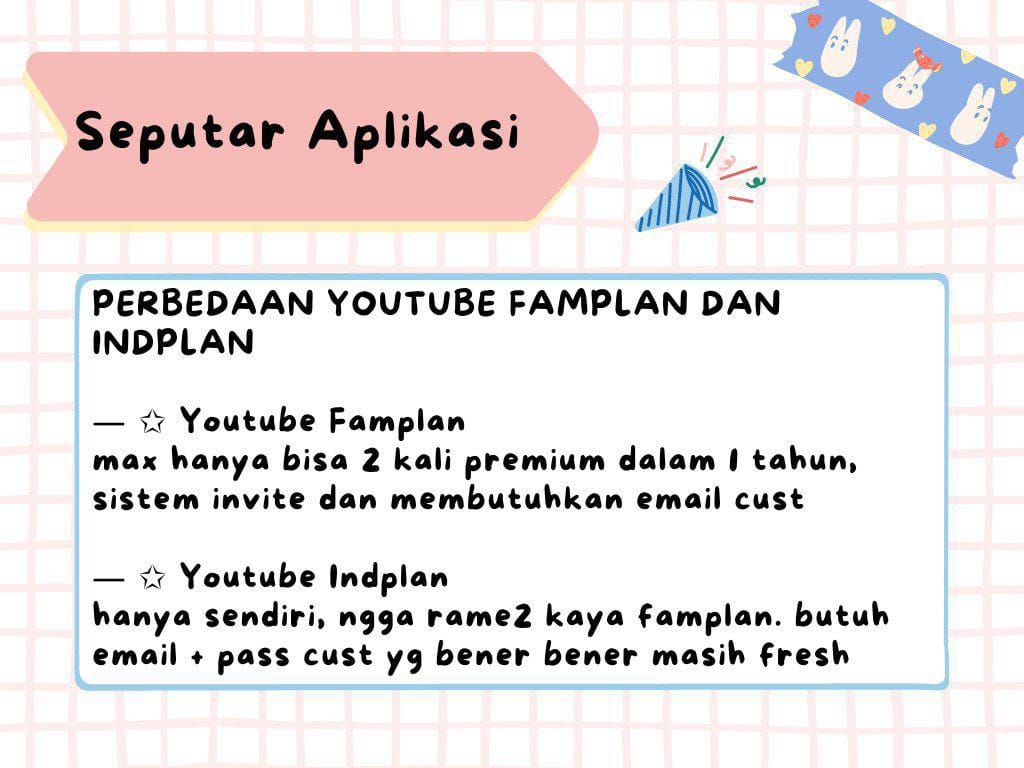 Seputar Aplikasi
PERBEDAAN YOUTUBE FAMPLAN DAN
INDPLAN
— ✩ Youtube Famplan
max hanya bisa 2 kali premium dalam 1 tahun,
sistem invite dan membutuhkan email cust
— ✩ Youtube Indplan
hanya sendiri, ngga rame2 kaya famplan. butuh
email + pass cust yg bener bener masih fresh